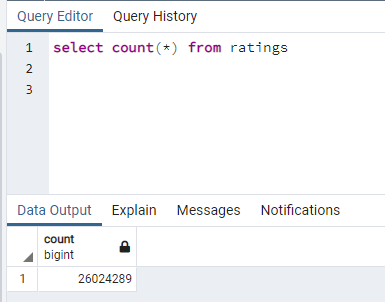 Query Editor Query History
1 select count(*) from ratings
2
3
Data Output Explain Messages Notifications
count
bigint
1 26024289